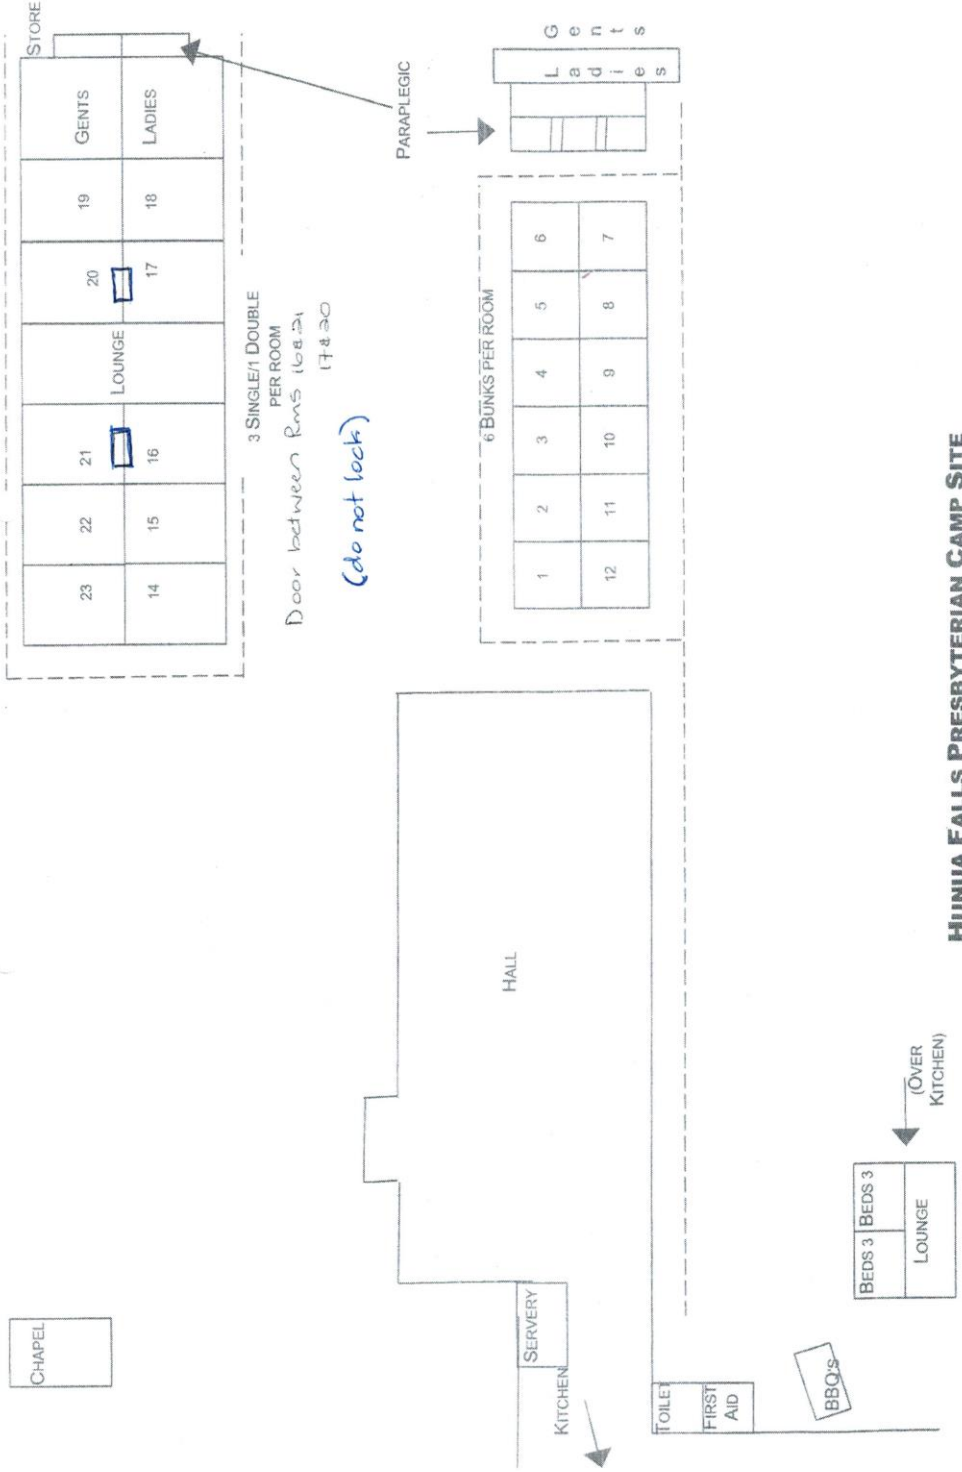 CHAPEL
STORE
23
22
21
LOUNGE
20
19
GENTS
14
15
16
17
18
LADIES
3 SINGLE/1 DOUBLE
PER ROOM
Door between Rms 16&21
17&20
(do not lock)
PARAPLEGIC
6 BUNKS PER ROOM
1
2
3
4
5
6
12
11
10
9
8
7
Ladies
Gents
HALL
SERVERY
KITCHEN
TOILET
FIRST
AID
BBQ'S
BEDS 3
BEDS 3
LOUNGE
(OVER
KITCHEN)
HUNUA FALLS PRESBYTERIAN CAMP SITE